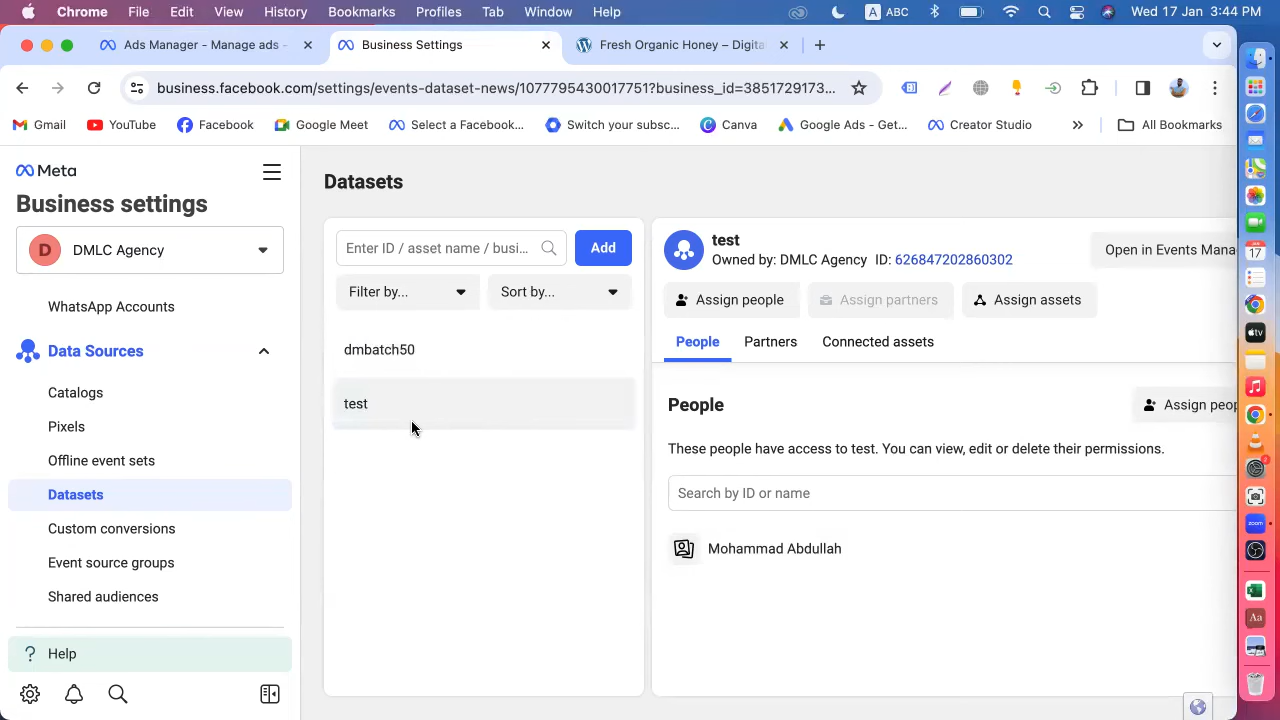 Chrome File Edit View History Bookmarks Profiles Tab Window Help A ABC Wed 17 Jan 3:44 PM
Ads Manager - Manage ads - Business Settings Fresh Organic Honey – Digita
business.facebook.com/settings/events-dataset-news/1077795430017751?business_id=3851729173...
Gmail YouTube Facebook Google Meet Select a Facebook... Switch your subsc... Canva Google Ads - Get... Creator Studio » All Bookmarks
Meta
Business settings
D DMLC Agency
WhatsApp Accounts
Data Sources
Catalogs
Pixels
Offline event sets
Datasets
Custom conversions
Event source groups
Shared audiences
? Help
Datasets
Enter ID / asset name / busi... Add
Filter by... Sort by...
dmbatch50
test
test
Owned by: DMLC Agency ID: 626847202860302
Open in Events Mana
Assign people Assign partners Assign assets
People Partners Connected assets
People
Assign peop
These people have access to test. You can view, edit or delete their permissions.
Search by ID or name
Mohammad Abdullah
17
tv
zoom
Aa